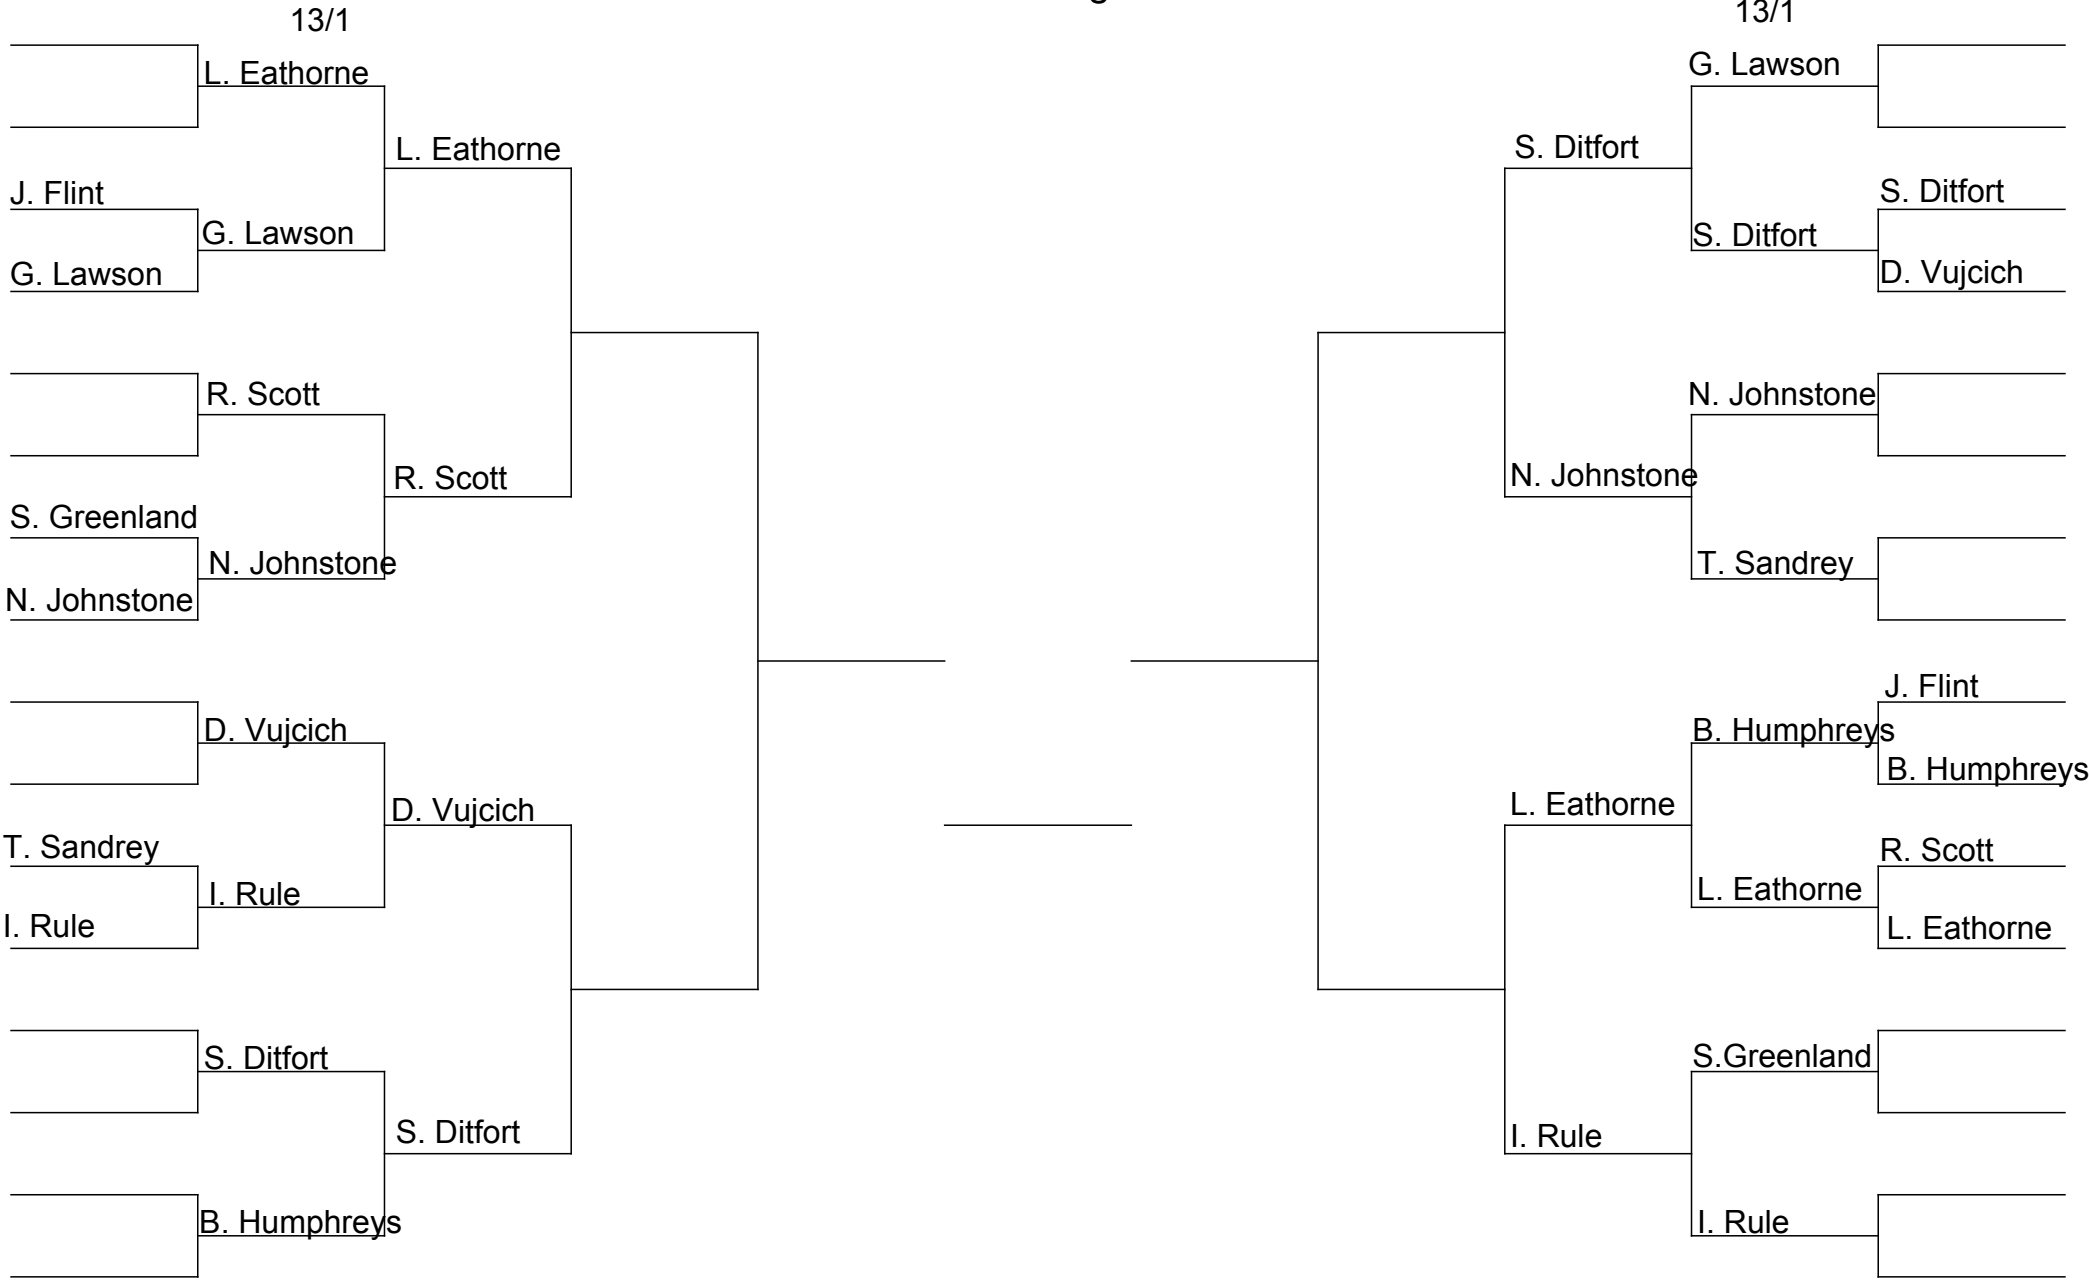 13/1
L. Eathorne
L. Eathorne
J. Flint
G. Lawson
G. Lawson
R. Scott
R. Scott
S. Greenland
N. Johnstone
N. Johnstone
D. Vujcich
D. Vujcich
T. Sandrey
I. Rule
I. Rule
S. Ditfort
S. Ditfort
B. Humphreys
13/1
G. Lawson
S. Ditfort
S. Ditfort
S. Ditfort
D. Vujcich
N. Johnstone
N. Johnstone
T. Sandrey
J. Flint
B. Humphreys
B. Humphreys
L. Eathorne
R. Scott
L. Eathorne
L. Eathorne
S.Greenland
I. Rule
I. Rule